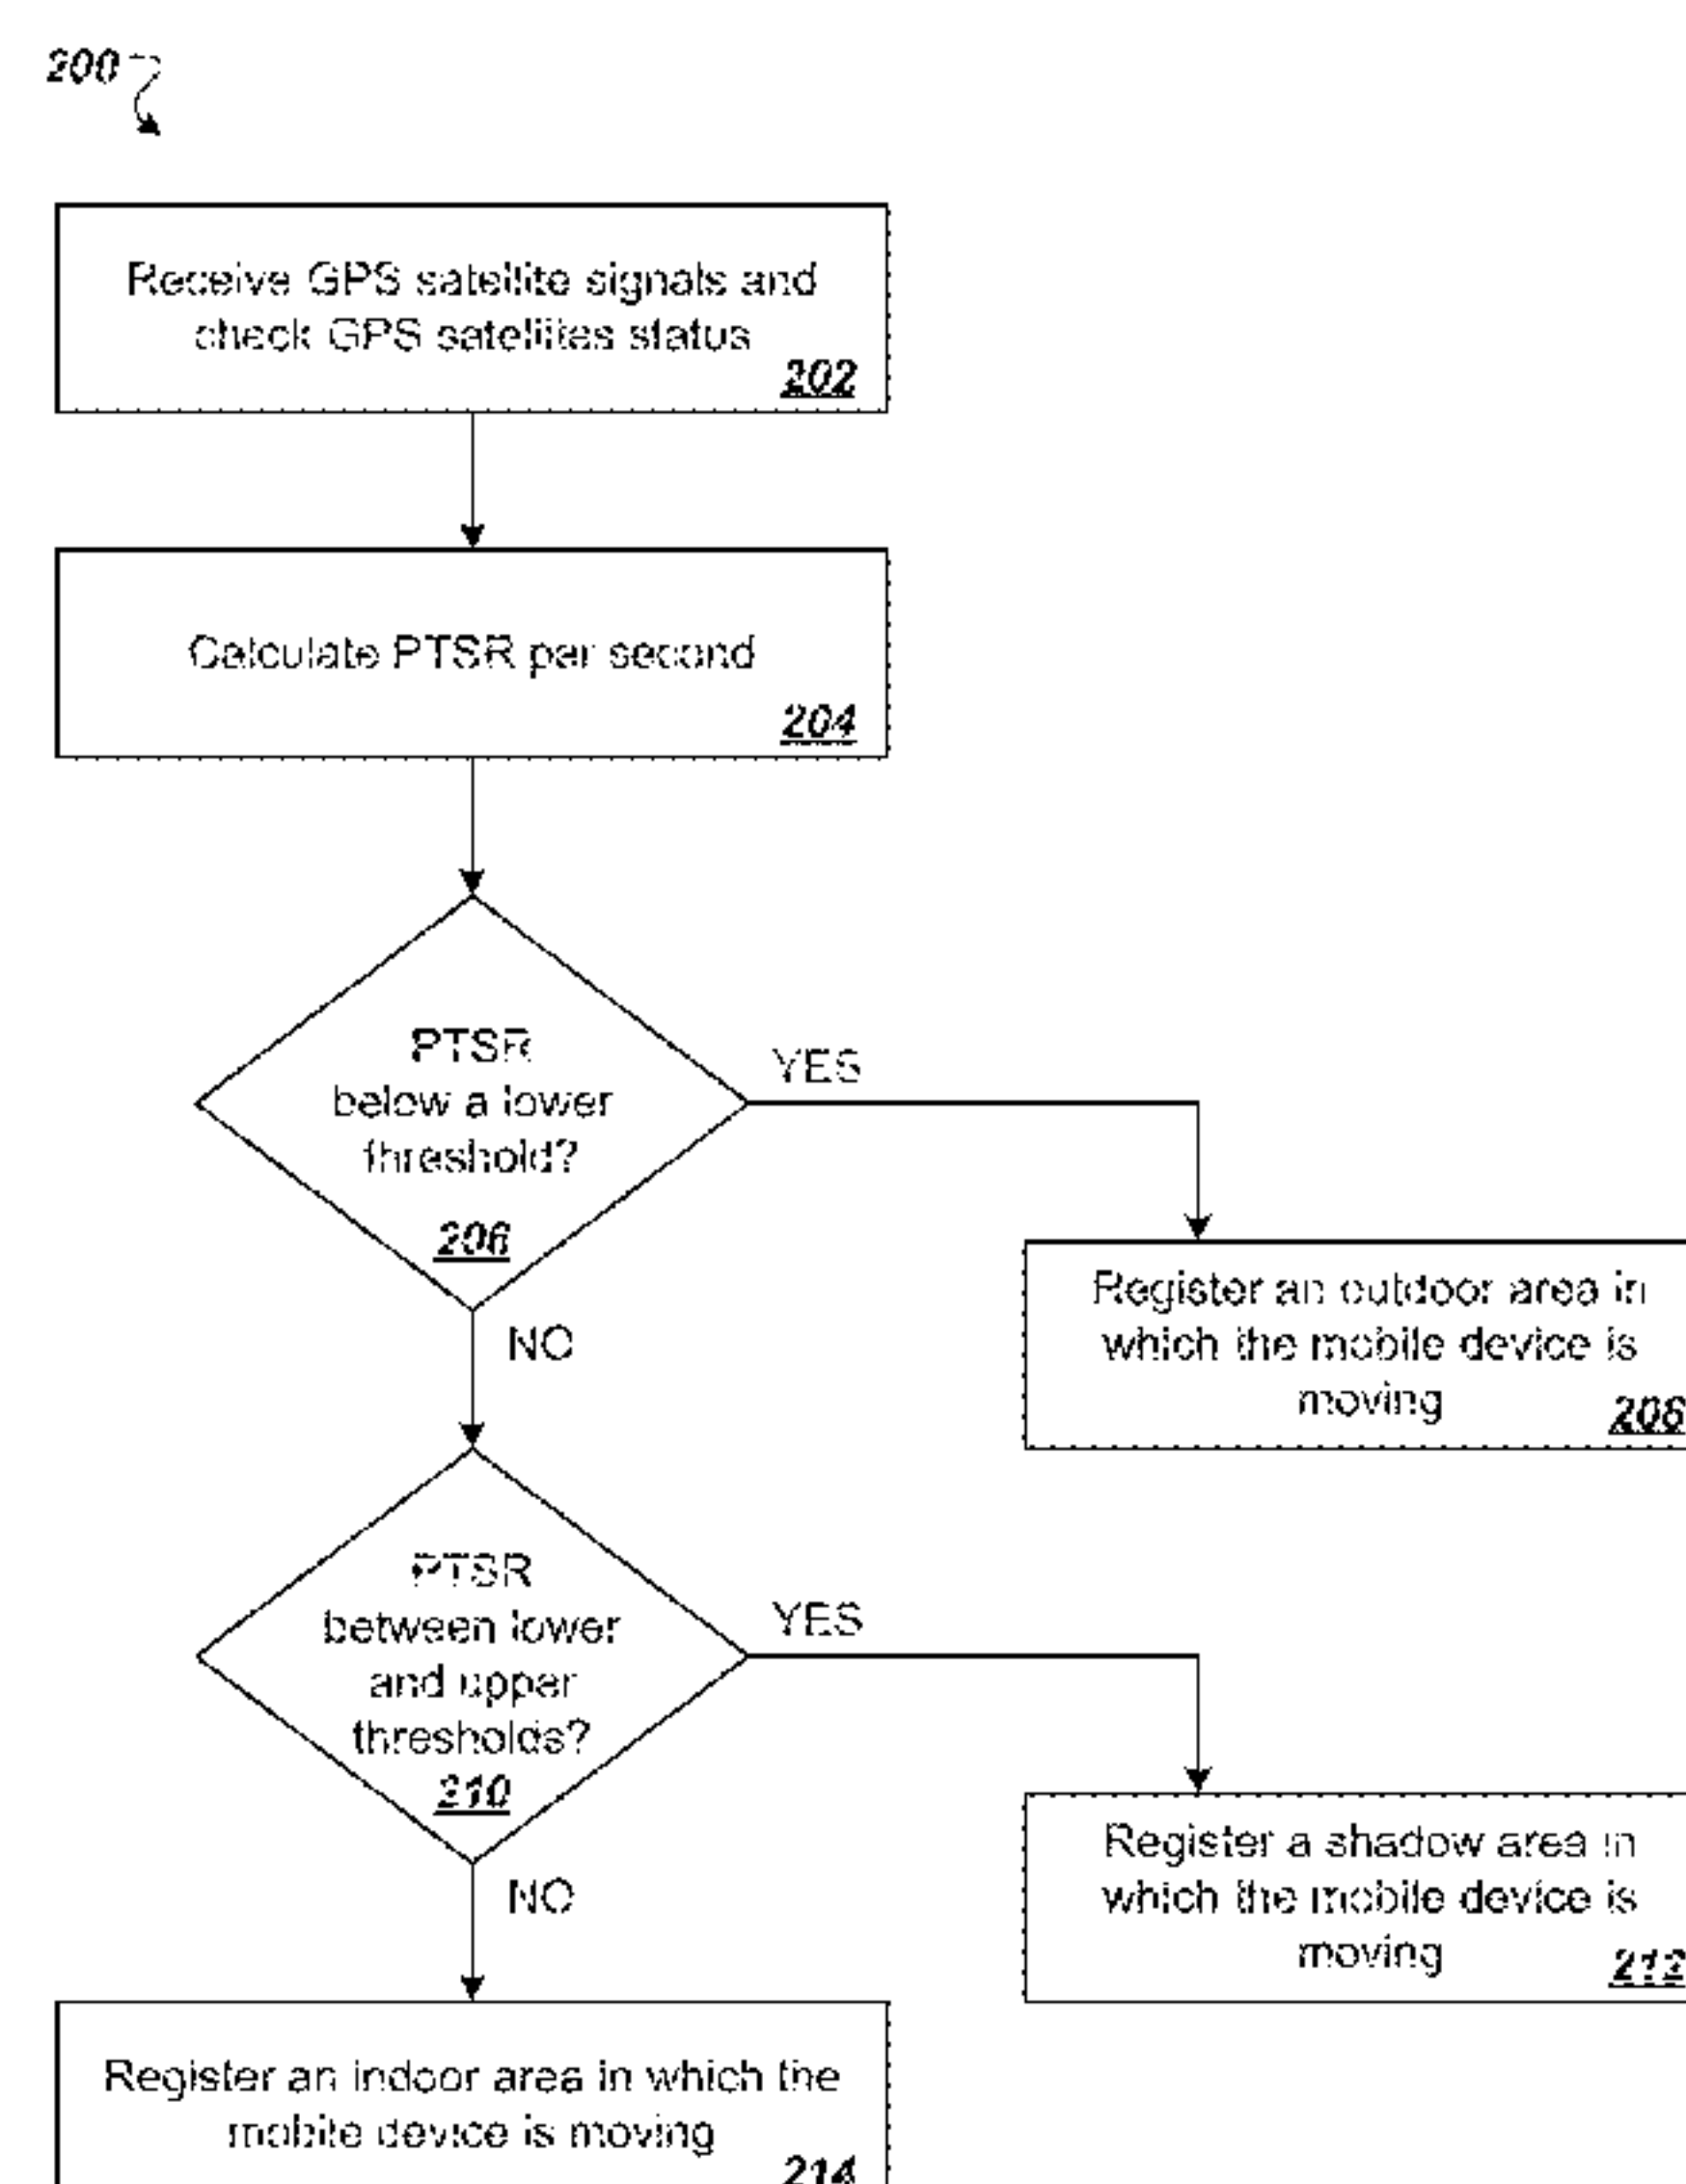 200
Receive GPS satellite signals and
check GPS satellites status
202
Calculate PTSR per second
204
PTSR
below a lower
threshold?
206
YES
Register an outdoor area in
which the mobile device is
moving
208
NO
PTSR
between lower
and upper
thresholds?
210
YES
Register a shadow area in
which the mobile device is
moving
212
NO
Register an indoor area in which the
mobile device is moving
214